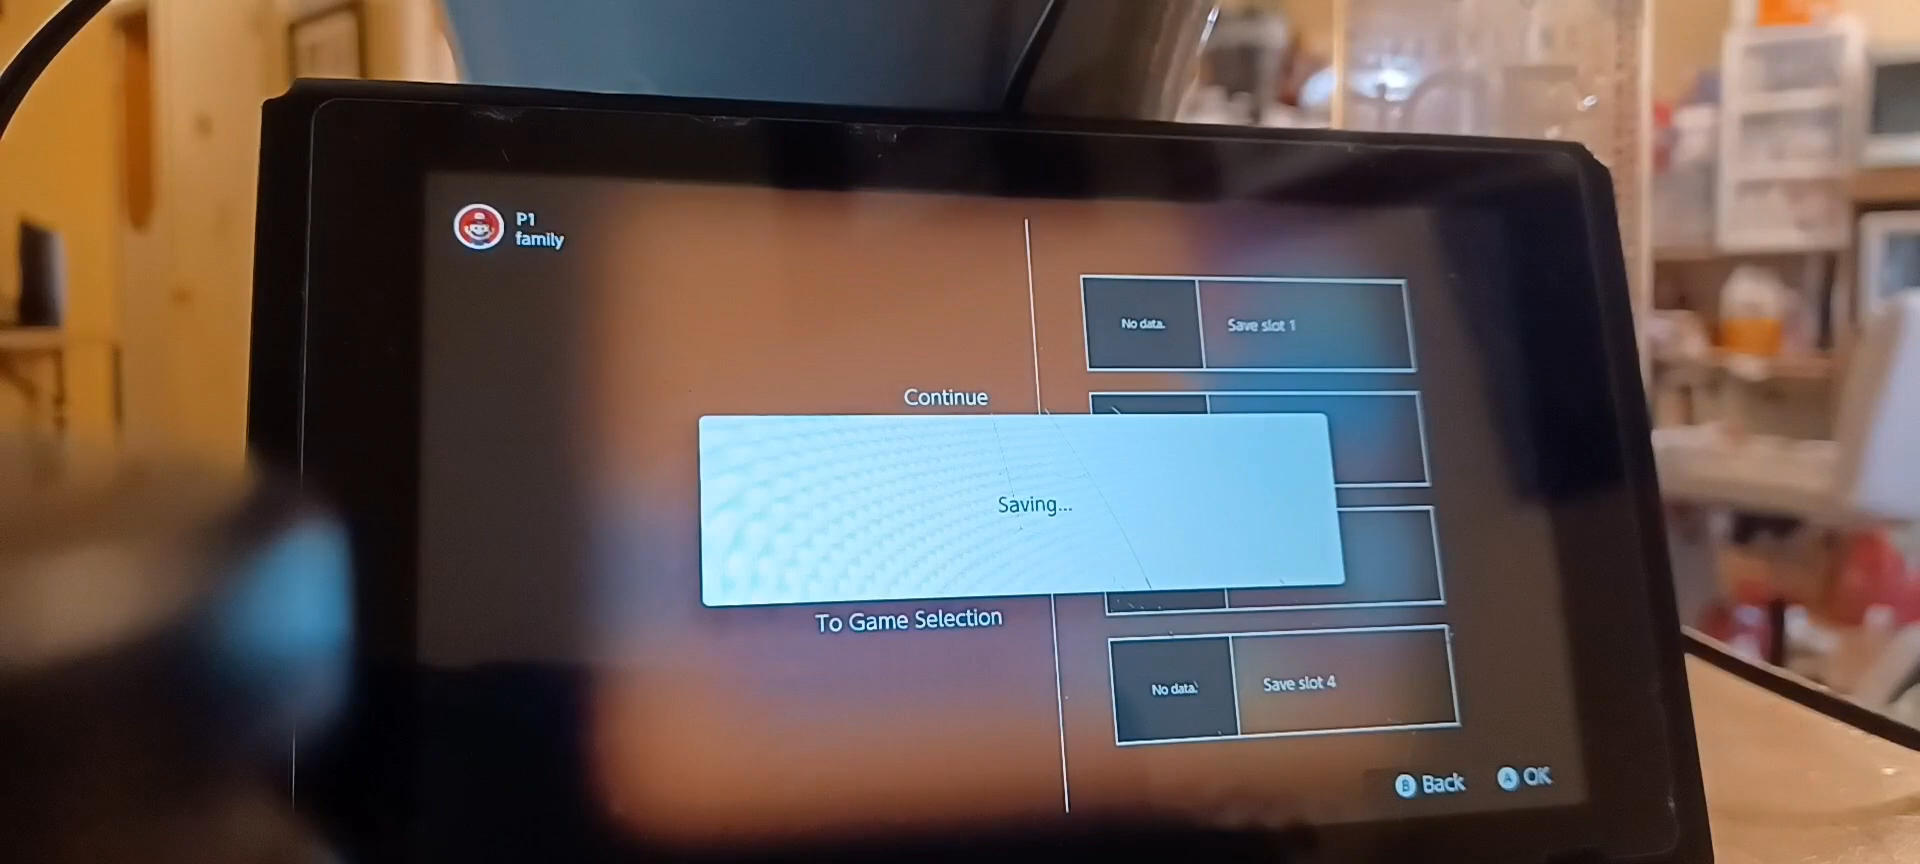 P1
family
No data.
Save slot 1
Continue
Saving...
To Game Selection
No data.
Save slot 4
B Back
A OK